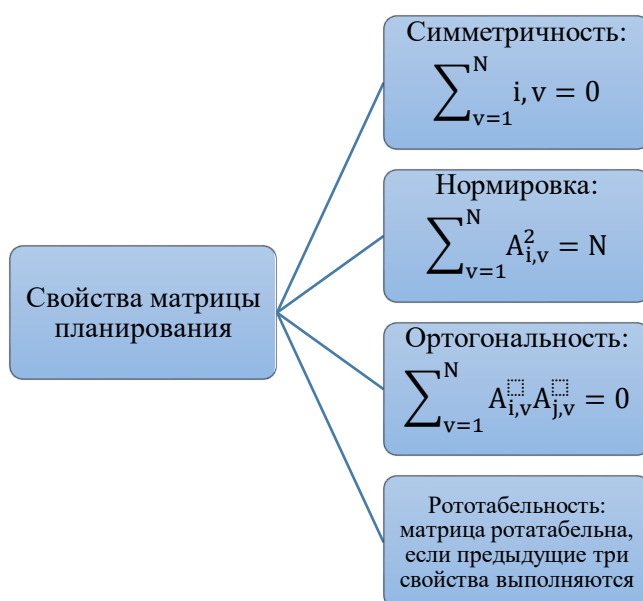 Свойства матрицы
планирования
Симметричность:
∑_{v=1}^{N} i, v = 0
Нормировка:
∑_{v=1}^{N} A_{i,v}^{2} = N
Ортогональность:
∑_{v=1}^{N} A_{i,v}^{⬚} A_{j,v}^{⬚} = 0
Рототабельность:
матрица ротатабельна,
если предыдущие три
свойства выполняются